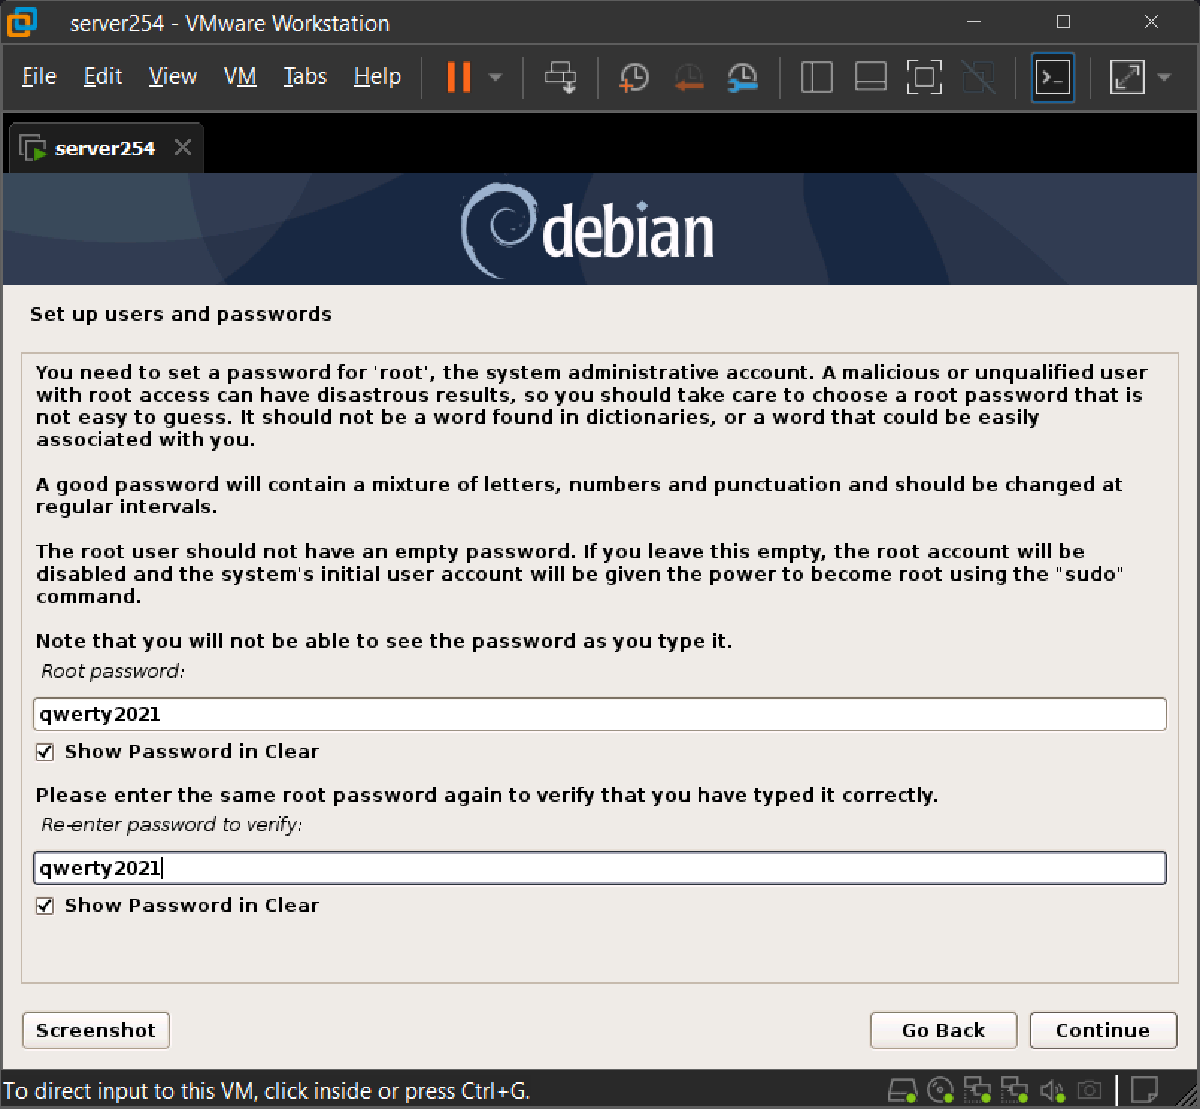 server254 - VMware Workstation
File Edit View VM Tabs Help
server254
debian
Set up users and passwords
You need to set a password for 'root', the system administrative account. A malicious or unqualified user
with root access can have disastrous results, so you should take care to choose a root password that is
not easy to guess. It should not be a word found in dictionaries, or a word that could be easily
associated with you.
A good password will contain a mixture of letters, numbers and punctuation and should be changed at
regular intervals.
The root user should not have an empty password. If you leave this empty, the root account will be
disabled and the system's initial user account will be given the power to become root using the "sudo"
command.
Note that you will not be able to see the password as you type it.
Root password:
qwerty2021
Show Password in Clear
Please enter the same root password again to verify that you have typed it correctly.
Re-enter password to verify:
qwerty2021
Show Password in Clear
Screenshot Go Back Continue
To direct input to this VM, click inside or press Ctrl+G.